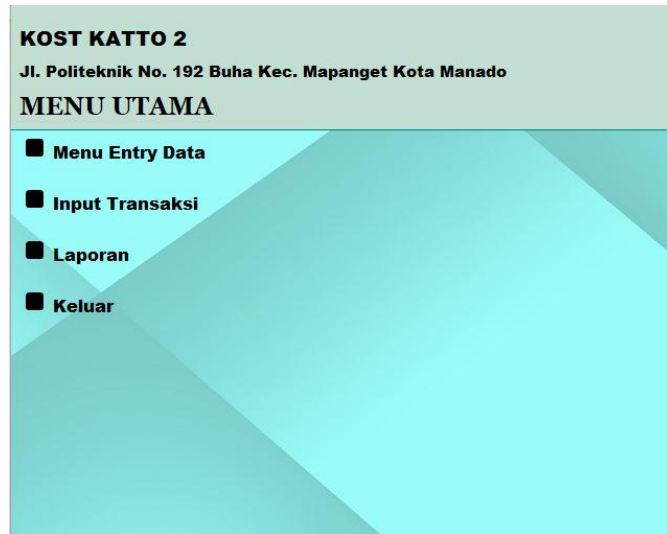 KOST KATTO 2
Jl. Politeknik No. 192 Buha Kec. Mapanget Kota Manado
MENU UTAMA
Menu Entry Data
Input Transaksi
Laporan
Keluar